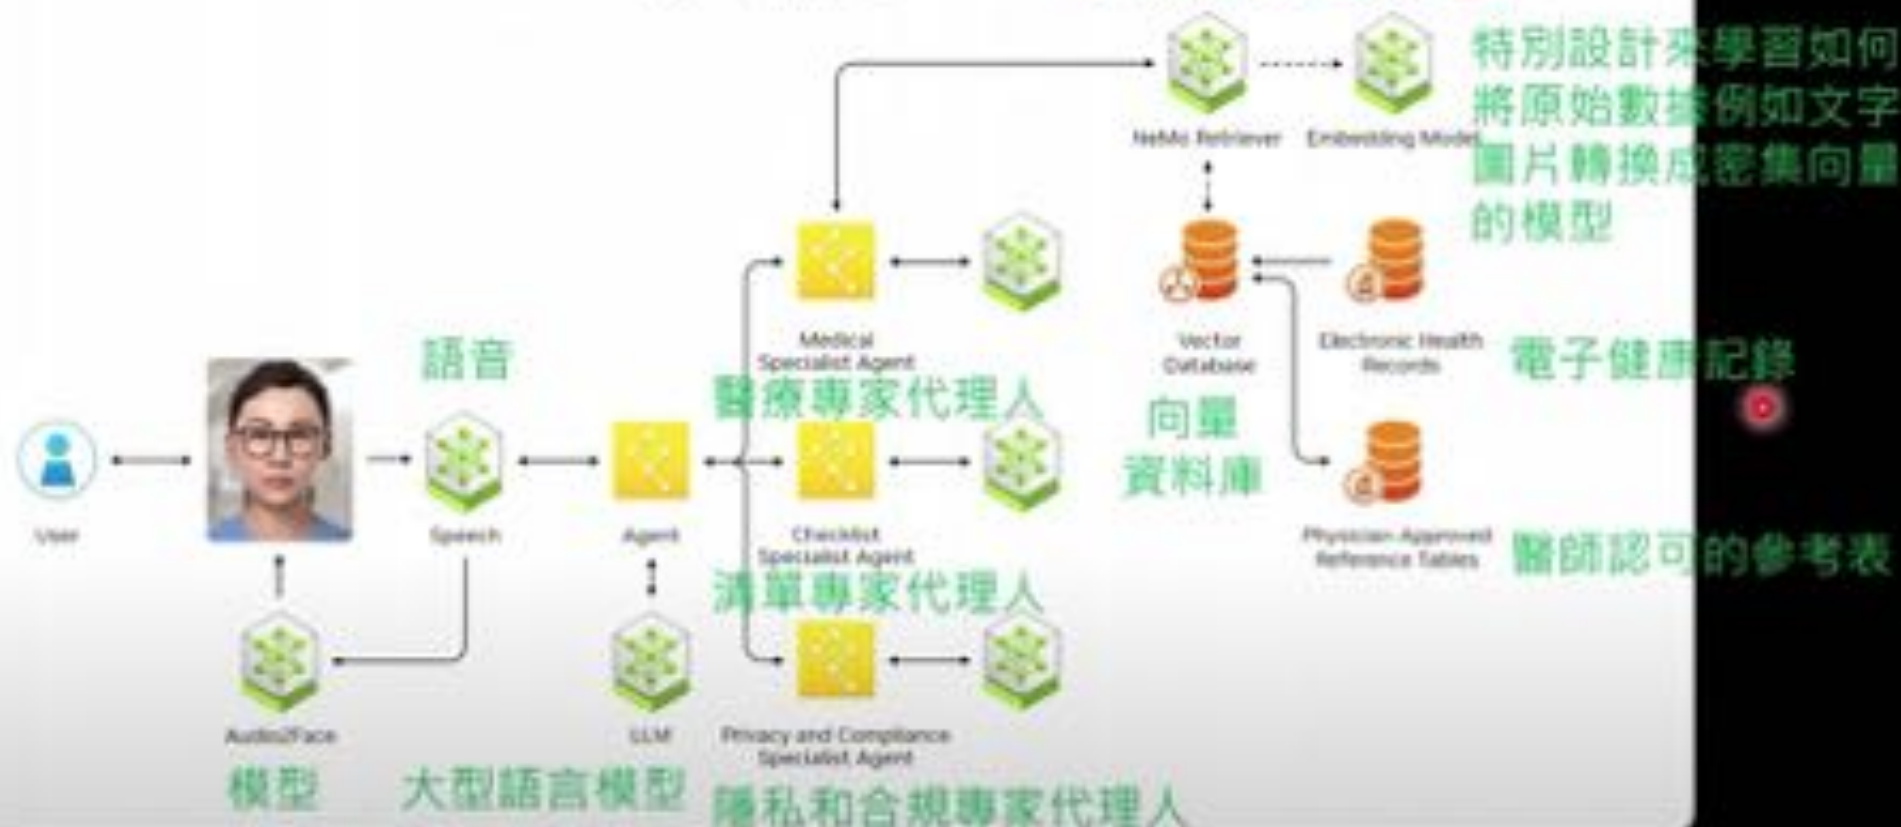 特別設計來學習如何
將原始數據例如文字
圖片轉換成密集向量
的模型
NeMo Retriever
Embedding Model
語音
Medical
Specialist Agent
醫療專家代理人
Vector
Database
向量
資料庫
Electronic Health
Records
電子健康記錄
User
Speech
Agent
Checklist
Specialist Agent
清單專家代理人
Physician-Approved
Reference Tables
醫師認可的參考表
Audio2Face
模型
LLM
大型語言模型
Privacy and Compliance
Specialist Agent
隱私和合規專家代理人